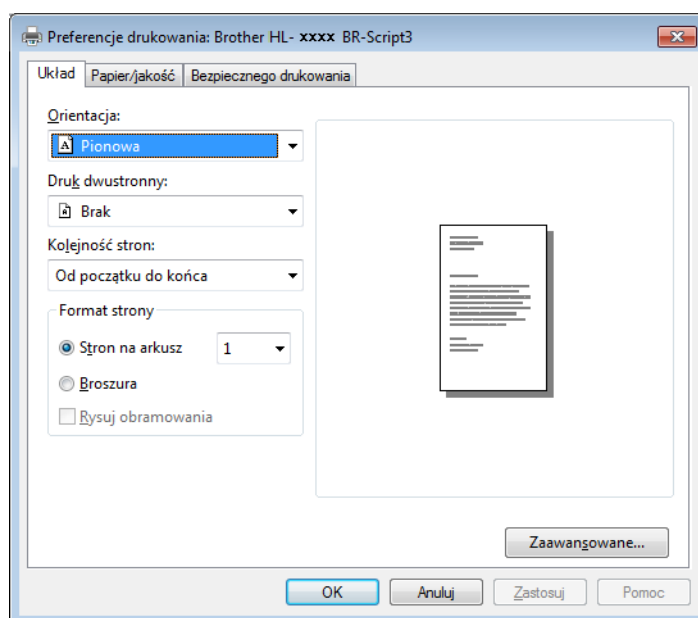 Preferencje drukowania: Brother HL- xxxx BR-Script3
Układ Papier/jakość Bezpiecznego drukowania
Orientacja:
Pionowa
Druk dwustronny:
Brak
Kolejność stron:
Od początku do końca
Format strony
Stron na arkusz 1
Broszura
Rysuj obramowania
Zaawansowane...
OK Anuluj Zastosuj Pomoc